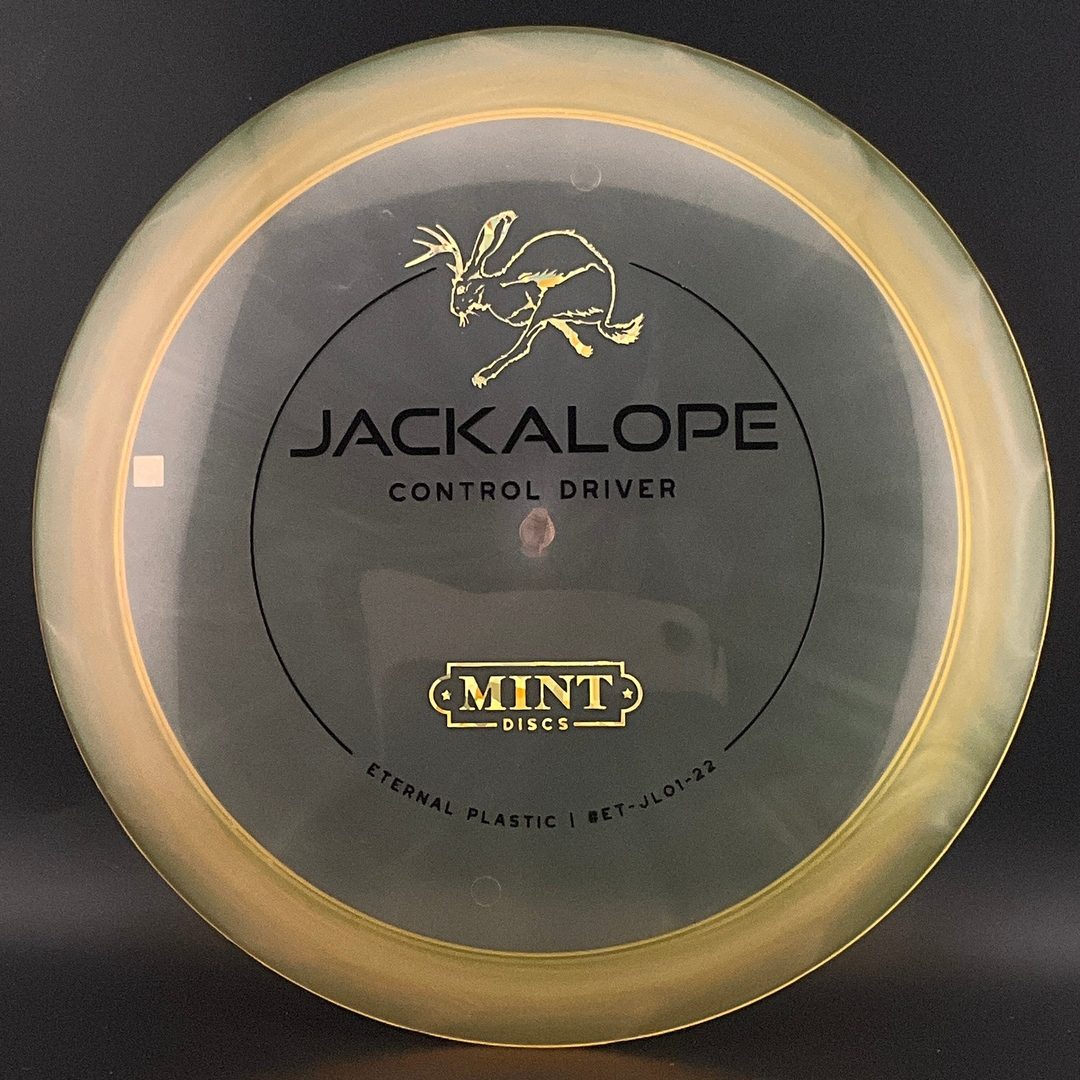 JACKALOPE
CONTROL DRIVER
MINT
DISCS
ETERNAL PLASTIC | #ET-JL01-22